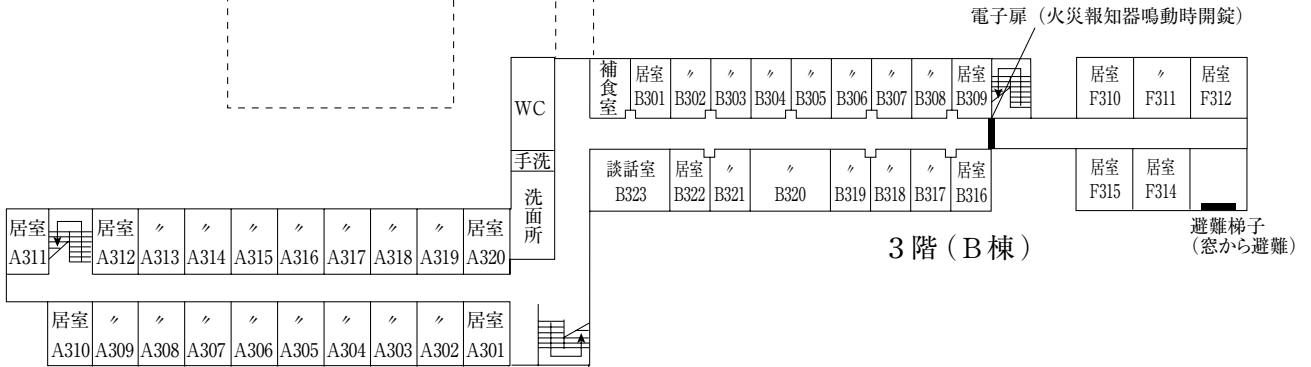 電子扉（火災報知器鳴動時開錠）
補食室
居室 〃 〃 〃 〃 〃 〃 〃 居室
B301 B302 B303 B304 B305 B306 B307 B308 B309
居室 〃 居室
F310 F311 F312
WC
手洗
洗面所
談話室 居室 〃 〃 〃 〃 〃 居室
B323 B322 B321 B320 B319 B318 B317 B316
居室 居室
F315 F314
避難梯子
（窓から避難）
3階（B棟）
居室 居室 〃 〃 〃 〃 〃 〃 〃 居室
A311 A312 A313 A314 A315 A316 A317 A318 A319 A320
居室 〃 〃 〃 〃 〃 〃 〃 〃 居室
A310 A309 A308 A307 A306 A305 A304 A303 A302 A301